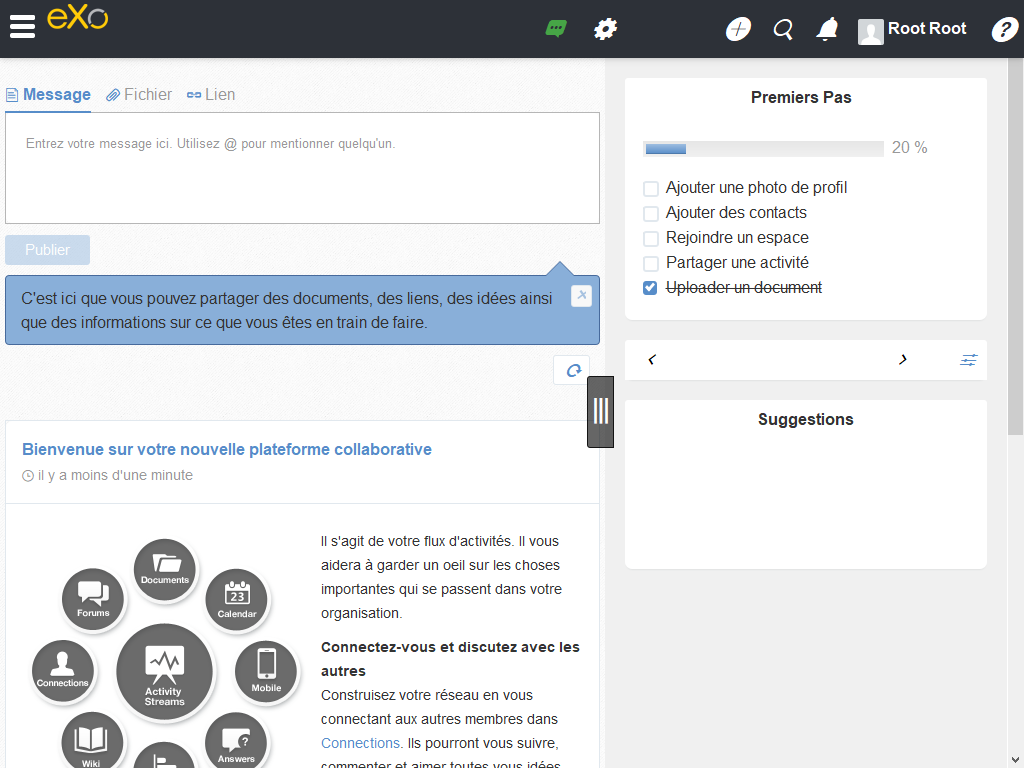 eXo
Root Root
?
Message
Fichier
Lien
Entrez votre message ici. Utilisez @ pour mentionner quelqu'un.
Publier
C'est ici que vous pouvez partager des documents, des liens, des idées ainsi
que des informations sur ce que vous êtes en train de faire.
x
Bienvenue sur votre nouvelle plateforme collaborative
il y a moins d'une minute
Documents
Forums
23
Calendar
Connections
Activity
Streams
Mobile
Wiki
?
Answers
Il s'agit de votre flux d'activités. Il vous
aidera à garder un oeil sur les choses
importantes qui se passent dans votre
organisation.
Connectez-vous et discutez avec les
autres
Construisez votre réseau en vous
connectant aux autres membres dans
Connections. Ils pourront vous suivre,
commenter et aimer toutes vous idées
Premiers Pas
20 %
Ajouter une photo de profil
Ajouter des contacts
Rejoindre un espace
Partager une activité
Uploader un document
Suggestions